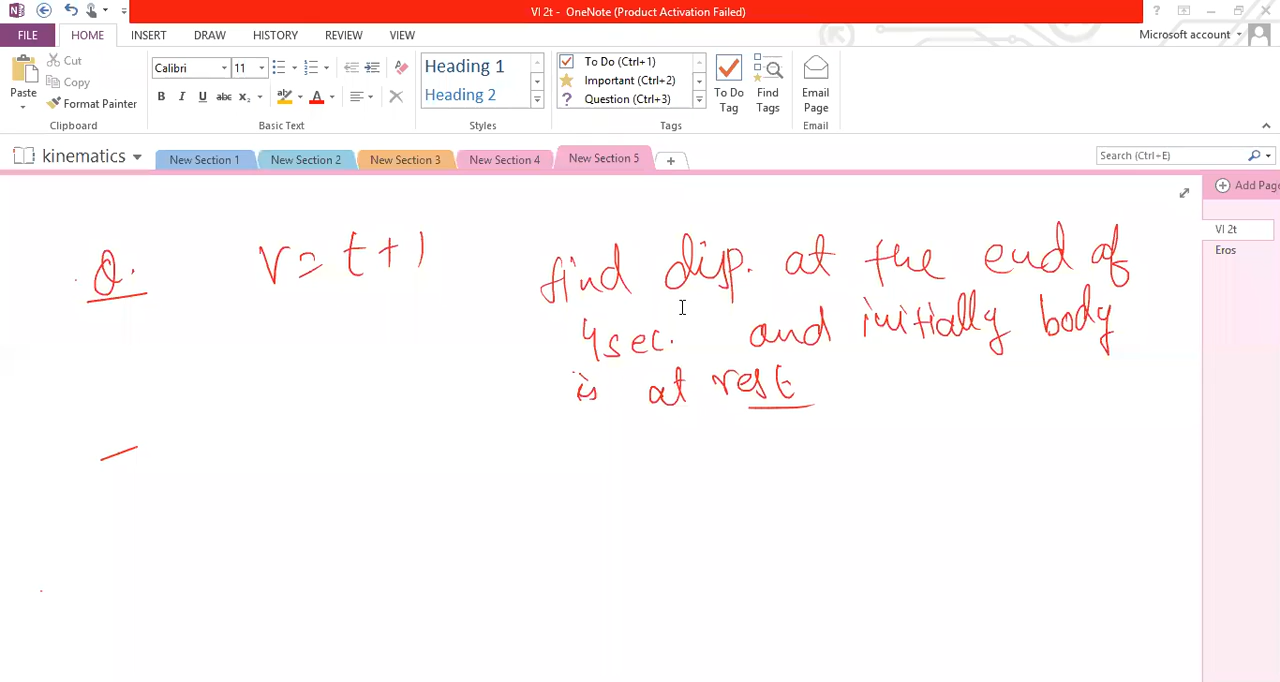 VI 2t - OneNote (Product Activation Failed)
FILE HOME INSERT DRAW HISTORY REVIEW VIEW Microsoft account
Paste Cut Copy Format Painter Clipboard
Calibri 11 Basic Text
Heading 1 Heading 2 Styles
To Do (Ctrl+1) Important (Ctrl+2) Question (Ctrl+3) To Do Tag Find Tags Tags
Email Page Email
kinematics New Section 1 New Section 2 New Section 3 New Section 4 New Section 5 Search (Ctrl+E)
Add Page
VI 2t
Eros
Q. v = t + 1 find disp. at the end of
4 sec. and initially body
is at rest